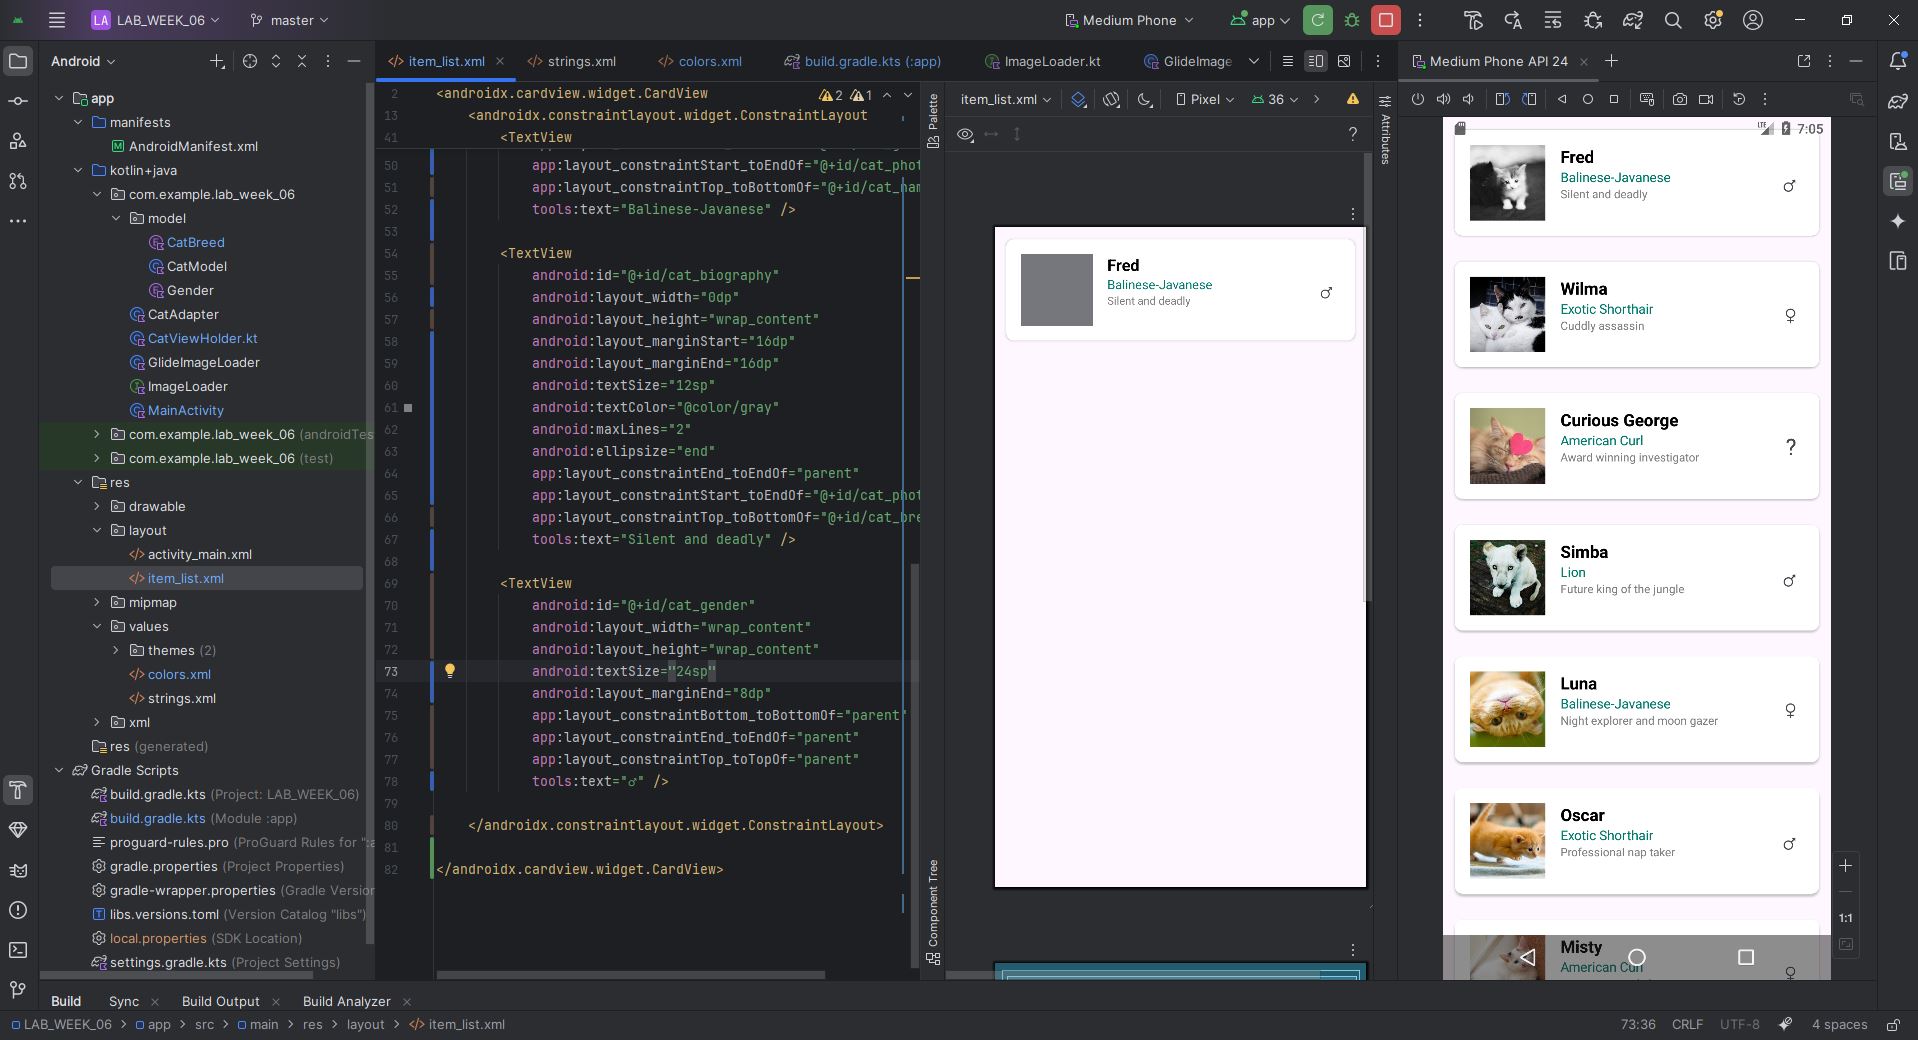 LA LAB_WEEK_06
master
Medium Phone
app
Android
app
manifests
AndroidManifest.xml
kotlin+java
com.example.lab_week_06
model
CatBreed
CatModel
Gender
CatAdapter
CatViewHolder.kt
GlideImageLoader
ImageLoader
MainActivity
com.example.lab_week_06 (androidTes
com.example.lab_week_06 (test)
res
drawable
layout
activity_main.xml
item_list.xml
mipmap
values
themes (2)
colors.xml
strings.xml
xml
res (generated)
Gradle Scripts
build.gradle.kts (Project: LAB_WEEK_06)
build.gradle.kts (Module :app)
proguard-rules.pro (ProGuard Rules for ":a
gradle.properties (Project Properties)
gradle-wrapper.properties (Gradle Version
libs.versions.toml (Version Catalog "libs")
local.properties (SDK Location)
settings.gradle.kts (Project Settings)
item_list.xml
strings.xml
colors.xml
build.gradle.kts (:app)
ImageLoader.kt
GlideImage
2 <androidx.cardview.widget.CardView
2 1
13 <androidx.constraintlayout.widget.ConstraintLayout
41 <TextView
50 app:layout_constraintStart_toEndOf="@+id/cat_phot
51 app:layout_constraintTop_toBottomOf="@+id/cat_nam
52 tools:text="Balinese-Javanese" />
53
54 <TextView
55 android:id="@+id/cat_biography"
56 android:layout_width="0dp"
57 android:layout_height="wrap_content"
58 android:layout_marginStart="16dp"
59 android:layout_marginEnd="16dp"
60 android:textSize="12sp"
61 android:textColor="@color/gray"
62 android:maxLines="2"
63 android:ellipsize="end"
64 app:layout_constraintEnd_toEndOf="parent"
65 app:layout_constraintStart_toEndOf="@+id/cat_phot
66 app:layout_constraintTop_toBottomOf="@+id/cat_bre
67 tools:text="Silent and deadly" />
68
69 <TextView
70 android:id="@+id/cat_gender"
71 android:layout_width="wrap_content"
72 android:layout_height="wrap_content"
73 android:textSize="24sp"
74 android:layout_marginEnd="8dp"
75 app:layout_constraintBottom_toBottomOf="parent"
76 app:layout_constraintEnd_toEndOf="parent"
77 app:layout_constraintTop_toTopOf="parent"
78 tools:text="♂" />
79
80 </androidx.constraintlayout.widget.ConstraintLayout>
81
82 </androidx.cardview.widget.CardView>
Palette
Component Tree
item_list.xml
Pixel
36
?
Attributes
Fred
Balinese-Javanese
Silent and deadly
♂
Medium Phone API 24
LTE 7:05
Fred
Balinese-Javanese
Silent and deadly
♂
Wilma
Exotic Shorthair
Cuddly assassin
♀
Curious George
American Curl
Award winning investigator
?
Simba
Lion
Future king of the jungle
♂
Luna
Balinese-Javanese
Night explorer and moon gazer
♀
Oscar
Exotic Shorthair
Professional nap taker
♂
Misty
American Curl
♀
1:1
Build
Sync
Build Output
Build Analyzer
LAB_WEEK_06 > app > src > main > res > layout > item_list.xml
73:36
CRLF
UTF-8
4 spaces